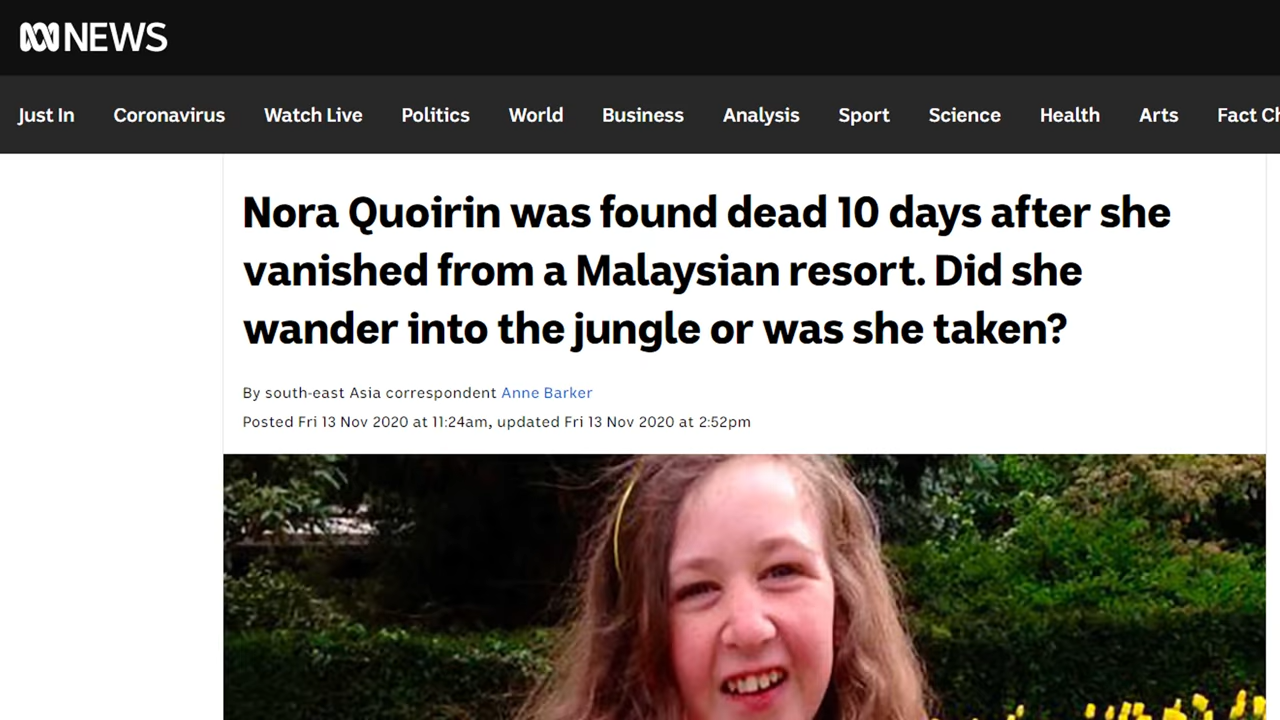 NEWS
Just In Coronavirus Watch Live Politics World Business Analysis Sport Science Health Arts Fact Ch
Nora Quoirin was found dead 10 days after she
vanished from a Malaysian resort. Did she
wander into the jungle or was she taken?
By south-east Asia correspondent Anne Barker
Posted Fri 13 Nov 2020 at 11:24am, updated Fri 13 Nov 2020 at 2:52pm